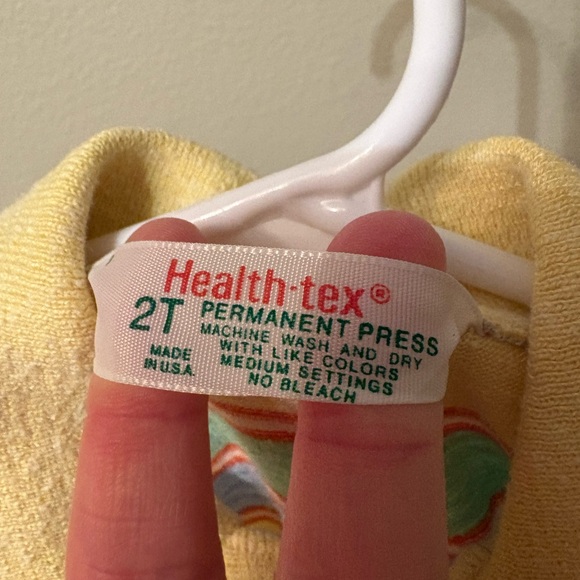 Health·tex®
2T
PERMANENT PRESS
MACHINE WASH AND DRY
WITH LIKE COLORS
MEDIUM SETTINGS
NO BLEACH
MADE
IN U.S.A.